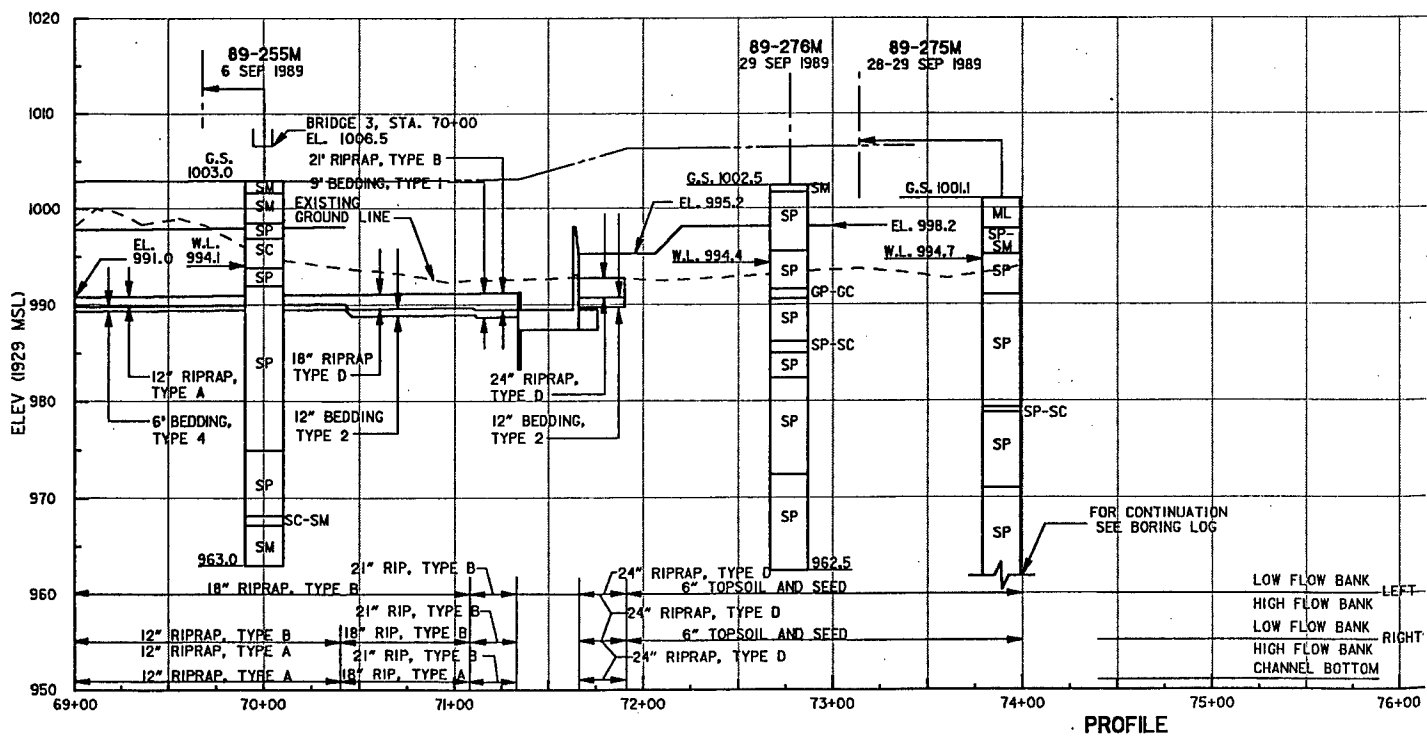 1020
1010
1000
990
980
970
960
950
ELEV (1929 MSL)
89-255M
6 SEP 1989
89-276M
29 SEP 1989
89-275M
28-29 SEP 1989
BRIDGE 3, STA. 70+00
EL. 1006.5
G.S.
1003.0
21" RIPRAP, TYPE B
9" BEDDING, TYPE 1
EXISTING
GROUND LINE
EL.
991.0
W.L.
994.1
SM
SM
SP
SC
SP
SP
SP
SC-SM
SM
963.0
12" RIPRAP,
TYPE A
6" BEDDING,
TYPE 4
18" RIPRAP
TYPE D
12" BEDDING
TYPE 2
24" RIPRAP,
TYPE D
12" BEDDING,
TYPE 2
EL. 995.2
G.S. 1002.5
W.L. 994.4
SM
SP
SP
GP-GC
SP
SP-SC
SP
SP
SP
962.5
EL. 998.2
G.S. 1001.1
W.L. 994.7
ML
SP-
SM
SP
SP
SP-SC
SP
SP
FOR CONTINUATION
SEE BORING LOG
18" RIPRAP, TYPE B
21" RIP, TYPE B
24" RIPRAP, TYPE D
6" TOPSOIL AND SEED
LOW FLOW BANK
LEFT
HIGH FLOW BANK
21" RIP, TYPE B
24" RIPRAP, TYPE D
12" RIPRAP, TYPE B
18" RIP, TYPE B
6" TOPSOIL AND SEED
LOW FLOW BANK
RIGHT
12" RIPRAP, TYPE A
21" RIP, TYPE B
24" RIPRAP, TYPE D
HIGH FLOW BANK
12" RIPRAP, TYPE A
18" RIP, TYPE A
CHANNEL BOTTOM
69+00
70+00
71+00
72+00
73+00
74+00
75+00
76+00
PROFILE